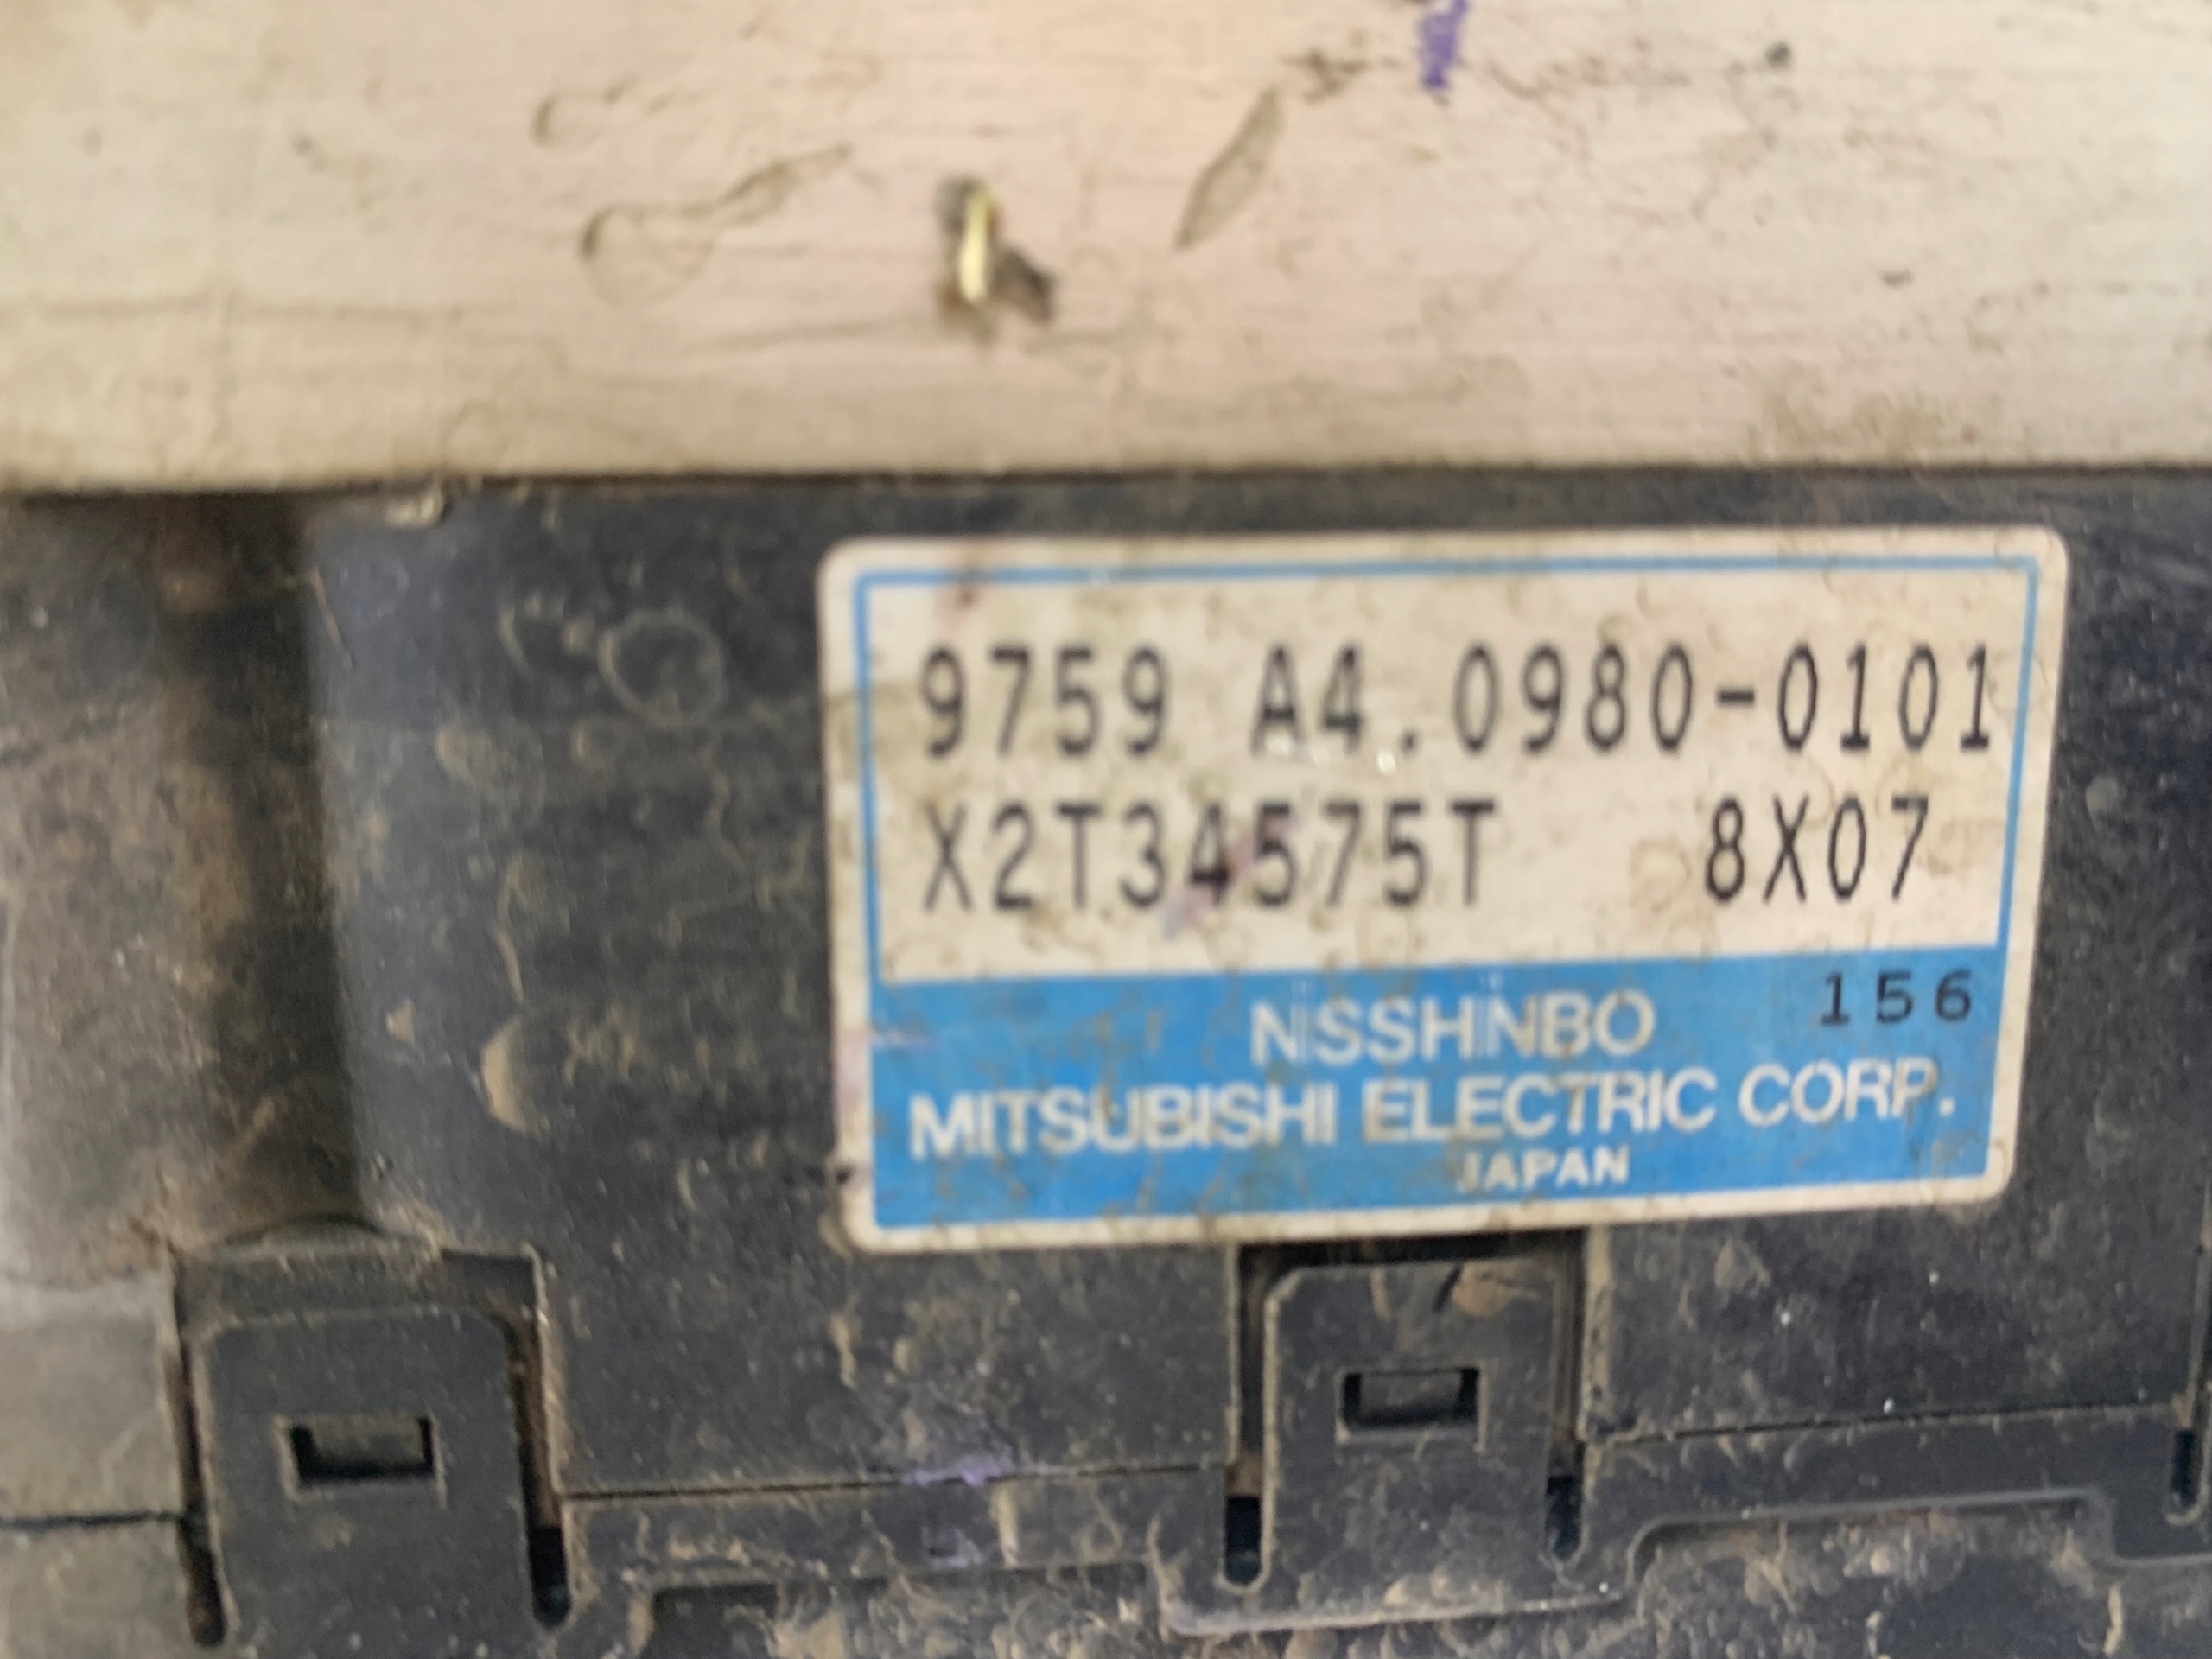 9759 A4.0980-0101
X2T34575T 8X07
156
NISSHINBO
MITSUBISHI ELECTRIC CORP.
JAPAN